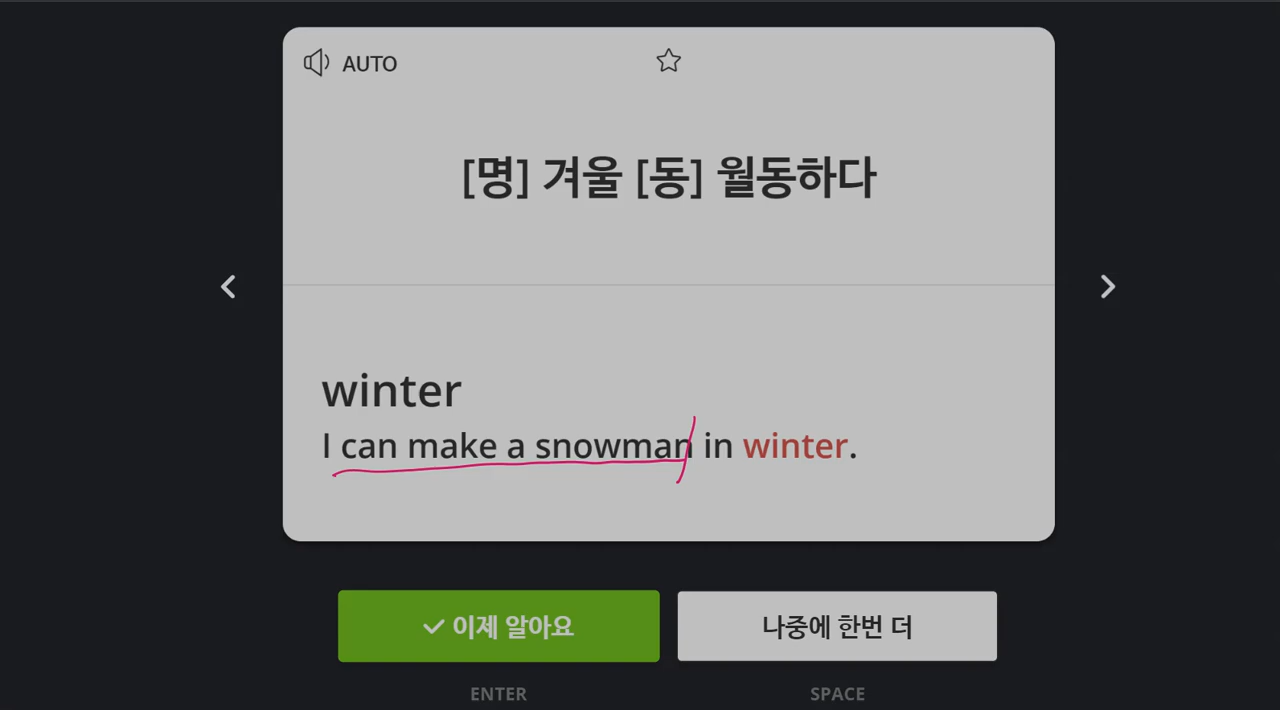 AUTO
[명] 겨울 [동] 월동하다
winter
I can make a snowman in winter.
이제 알아요
나중에 한번 더
ENTER
SPACE